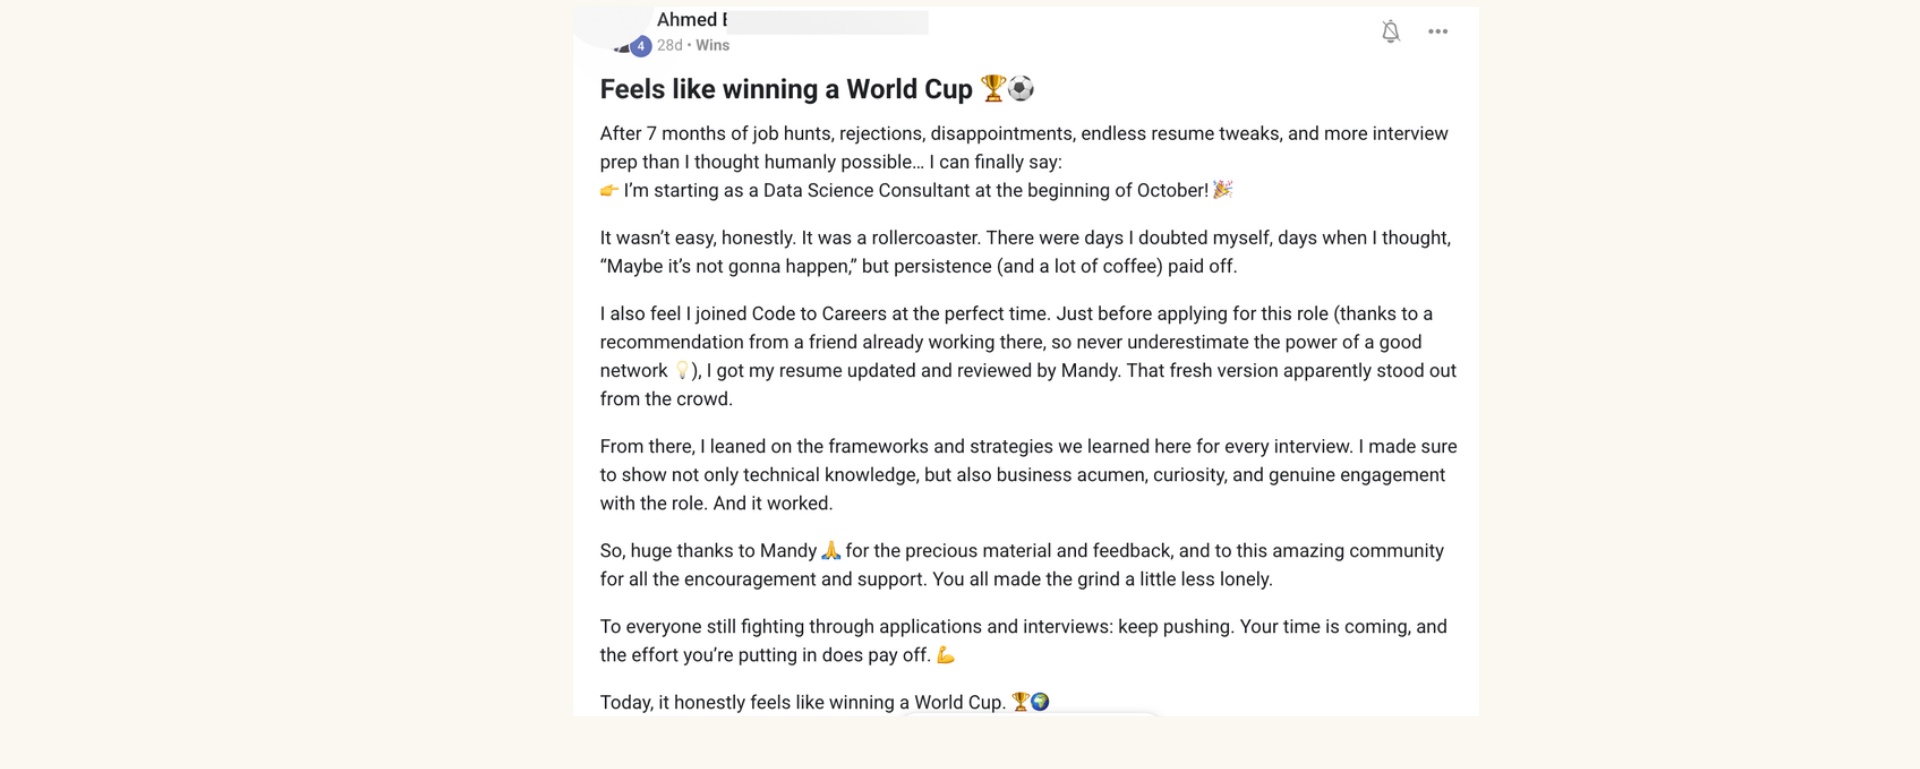 Ahmed
4 28d • Wins
Feels like winning a World Cup 🏆⚽
After 7 months of job hunts, rejections, disappointments, endless resume tweaks, and more interview
prep than I thought humanly possible… I can finally say:
👉 I’m starting as a Data Science Consultant at the beginning of October! 🎉
It wasn’t easy, honestly. It was a rollercoaster. There were days I doubted myself, days when I thought,
“Maybe it’s not gonna happen,” but persistence (and a lot of coffee) paid off.
I also feel I joined Code to Careers at the perfect time. Just before applying for this role (thanks to a
recommendation from a friend already working there, so never underestimate the power of a good
network 💡), I got my resume updated and reviewed by Mandy. That fresh version apparently stood out
from the crowd.
From there, I leaned on the frameworks and strategies we learned here for every interview. I made sure
to show not only technical knowledge, but also business acumen, curiosity, and genuine engagement
with the role. And it worked.
So, huge thanks to Mandy 🙏 for the precious material and feedback, and to this amazing community
for all the encouragement and support. You all made the grind a little less lonely.
To everyone still fighting through applications and interviews: keep pushing. Your time is coming, and
the effort you’re putting in does pay off. 💪
Today, it honestly feels like winning a World Cup. 🏆🌍